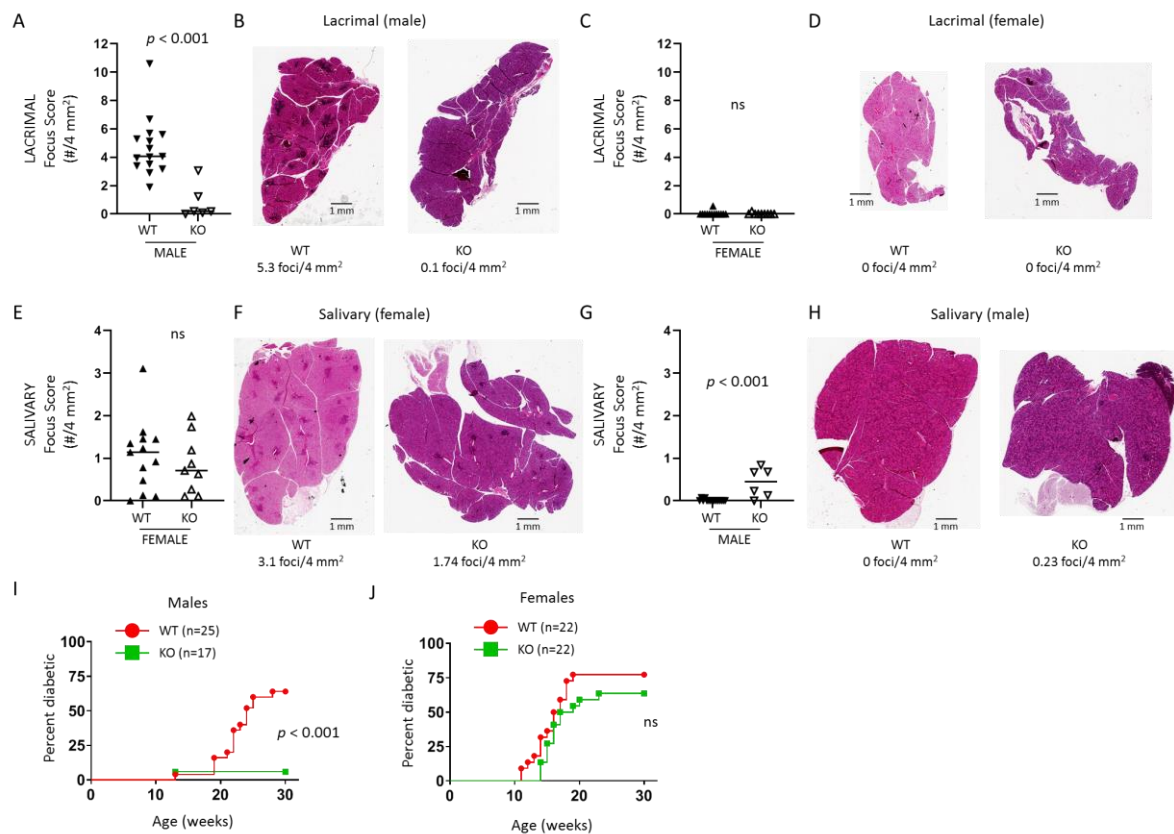 A
LACRIMAL
Focus Score
(#/4 mm²)
12
10
8
6
4
2
0
p < 0.001
WT
KO
MALE
B
Lacrimal (male)
1 mm
1 mm
WT
5.3 foci/4 mm²
KO
0.1 foci/4 mm²
C
LACRIMAL
Focus Score
(#/4 mm²)
12
10
8
6
4
2
0
ns
WT
KO
FEMALE
D
Lacrimal (female)
1 mm
1 mm
WT
0 foci/4 mm²
KO
0 foci/4 mm²
E
SALIVARY
Focus Score
(#/4 mm²)
4
3
2
1
0
ns
WT
KO
FEMALE
F
Salivary (female)
1 mm
1 mm
WT
3.1 foci/4 mm²
KO
1.74 foci/4 mm²
G
SALIVARY
Focus Score
(#/4 mm²)
4
3
2
1
0
p < 0.001
WT
KO
MALE
H
Salivary (male)
1 mm
1 mm
WT
0 foci/4 mm²
KO
0.23 foci/4 mm²
I
Males
WT (n=25)
KO (n=17)
Percent diabetic
100
75
50
25
0
p < 0.001
0
10
20
30
Age (weeks)
J
Females
WT (n=22)
KO (n=22)
Percent diabetic
100
75
50
25
0
ns
0
10
20
30
Age (weeks)